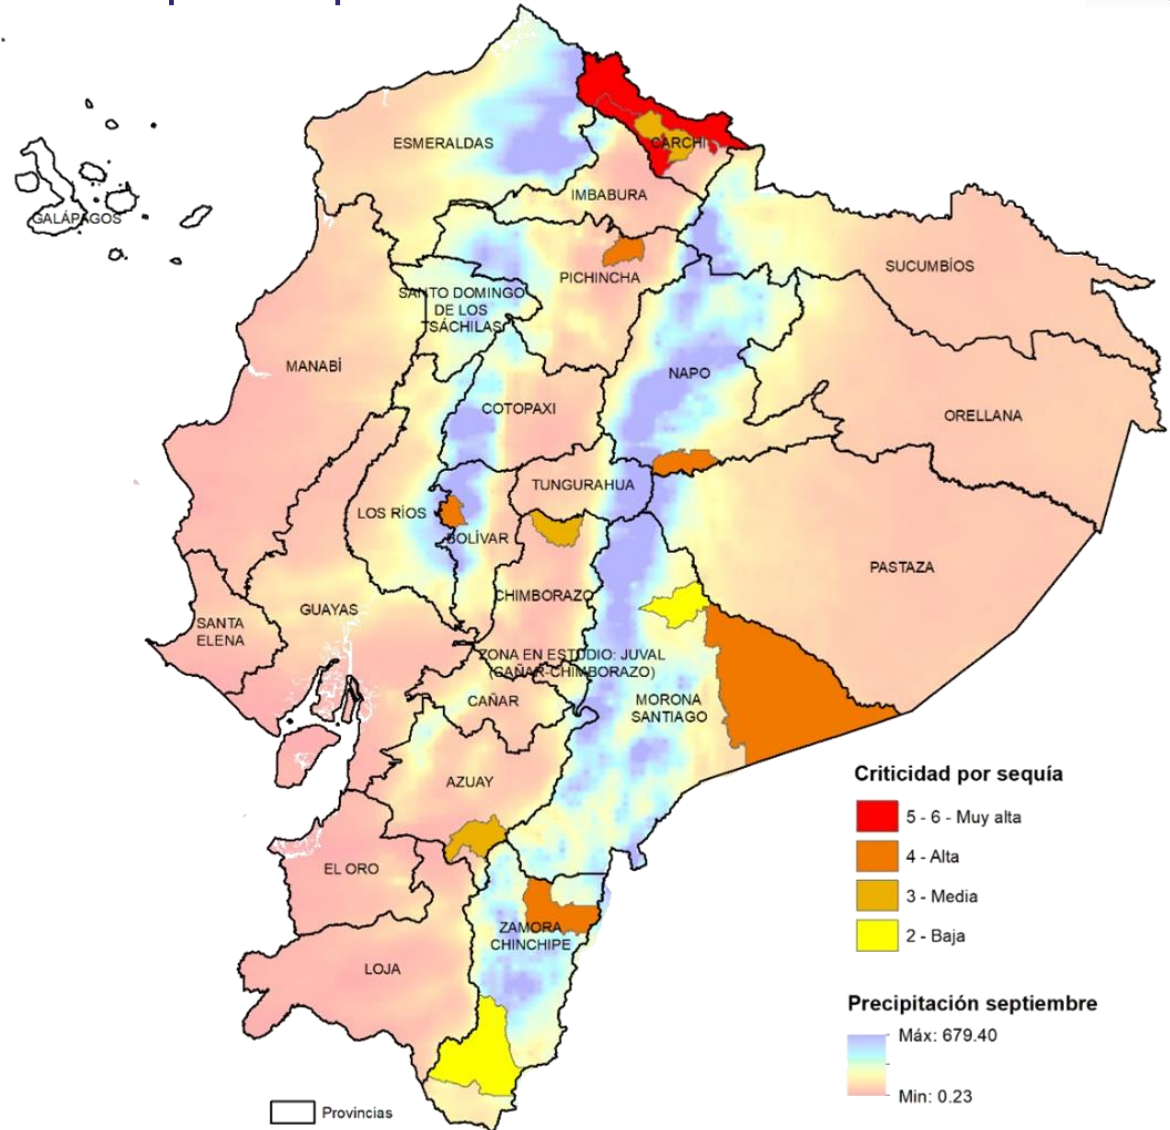 ESMERALDAS
CARCHI
IMBABURA
GALÁPAGOS
PICHINCHA
SUCUMBÍOS
SANTO DOMINGO
DE LOS
TSÁCHILAS
MANABÍ
NAPO
COTOPAXI
ORELLANA
TUNGURAHUA
LOS RÍOS
BOLÍVAR
PASTAZA
CHIMBORAZO
GUAYAS
SANTA
ELENA
ZONA EN ESTUDIO: JUVAL
(CAÑAR-CHIMBORAZO)
CAÑAR
MORONA
SANTIAGO
AZUAY
EL ORO
ZAMORA
CHINCHIPE
LOJA
Criticidad por sequía
5 - 6 - Muy alta
4 - Alta
3 - Media
2 - Baja
Precipitación septiembre
Máx: 679.40
Min: 0.23
Provincias